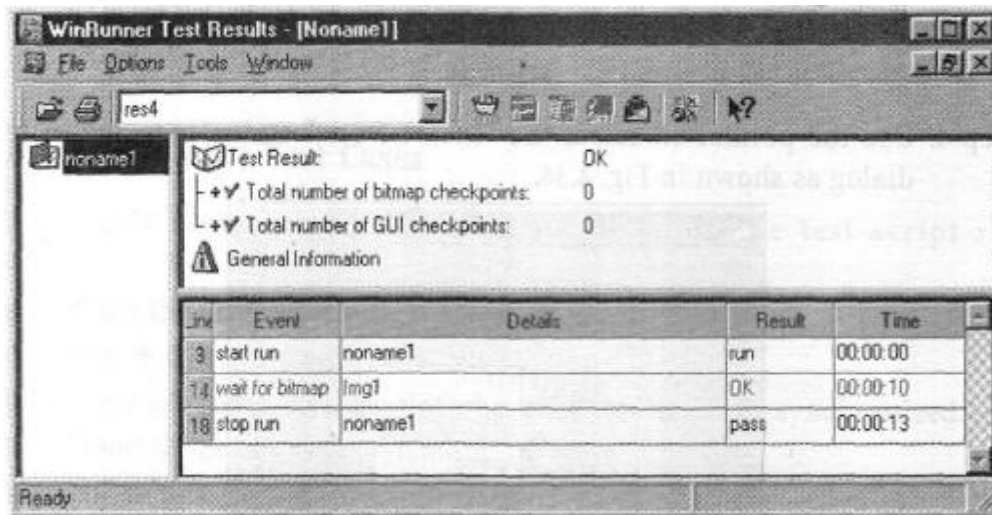 WinRunner Test Results - [Noname1]
File Options Tools Window
res4
noname1
Test Result: OK
Total number of bitmap checkpoints: 0
Total number of GUI checkpoints: 0
General Information
Line Event Details Result Time
3 start run noname1 run 00:00:00
14 wait for bitmap Img1 OK 00:00:10
18 stop run noname1 pass 00:00:13
Ready